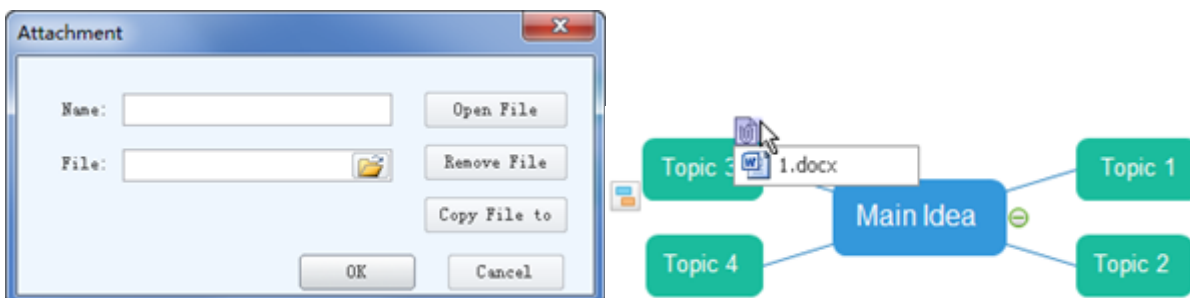 Attachment
Name:
Open File
File:
Remove File
Copy File to
OK
Cancel
Topic 3
1.docx
Topic 1
Main Idea
Topic 4
Topic 2